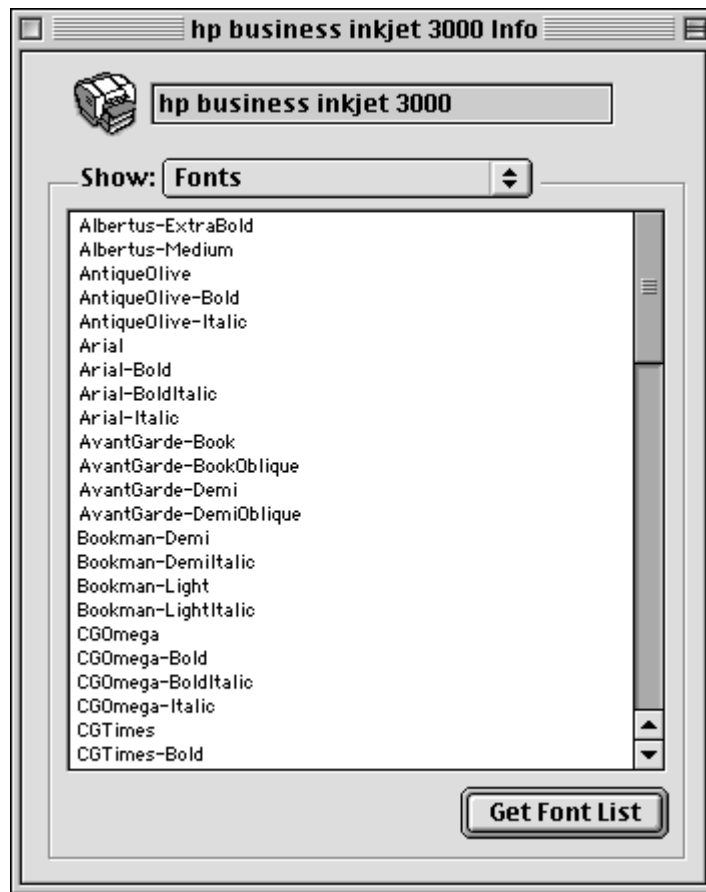 hp business inkjet 3000 Info
hp business inkjet 3000
Show: Fonts
Albertus-ExtraBold
Albertus-Medium
AntiqueOlive
AntiqueOlive-Bold
AntiqueOlive-Italic
Arial
Arial-Bold
Arial-BoldItalic
Arial-Italic
AvantGarde-Book
AvantGarde-BookOblique
AvantGarde-Demi
AvantGarde-DemiOblique
Bookman-Demi
Bookman-DemiItalic
Bookman-Light
Bookman-LightItalic
CGOmega
CGOmega-Bold
CGOmega-BoldItalic
CGOmega-Italic
CGTimes
CGTimes-Bold
Get Font List